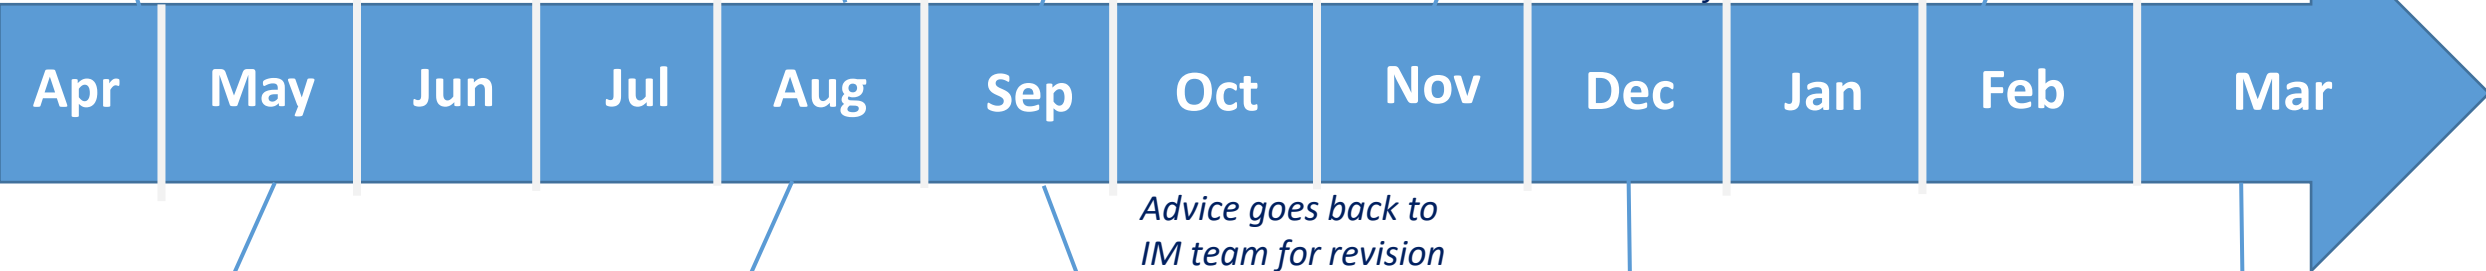 Apr May Jun Jul Aug Sep Oct Nov Dec Jan Feb Mar
Advice goes back to
IM team for revision